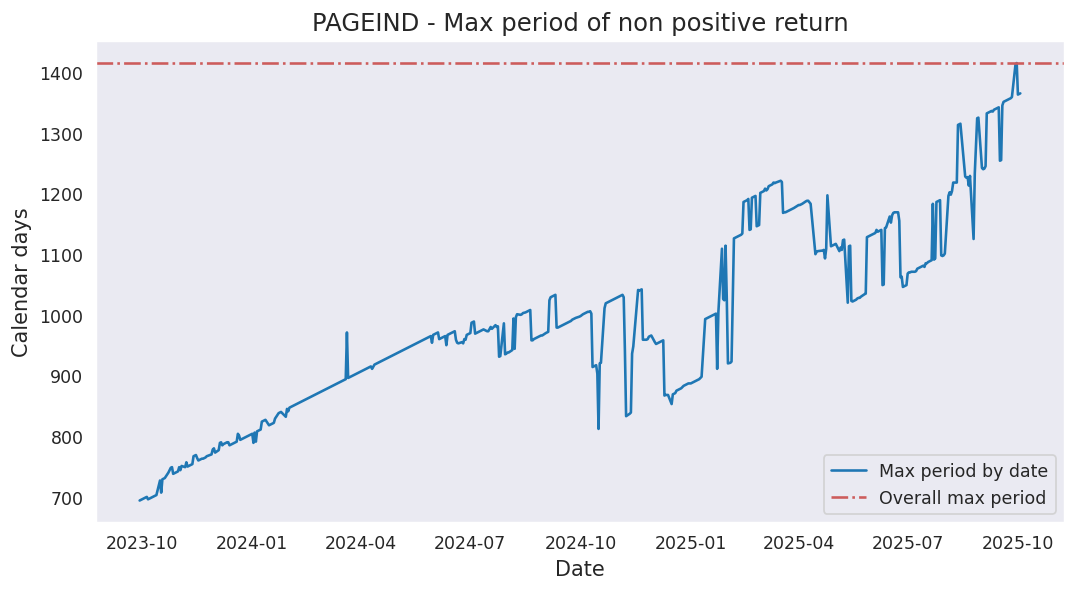 PAGEIND - Max period of non positive return
Calendar days
1400
1300
1200
1100
1000
900
800
700
Max period by date
Overall max period
2023-10 2024-01 2024-04 2024-07 2024-10 2025-01 2025-04 2025-07 2025-10
Date